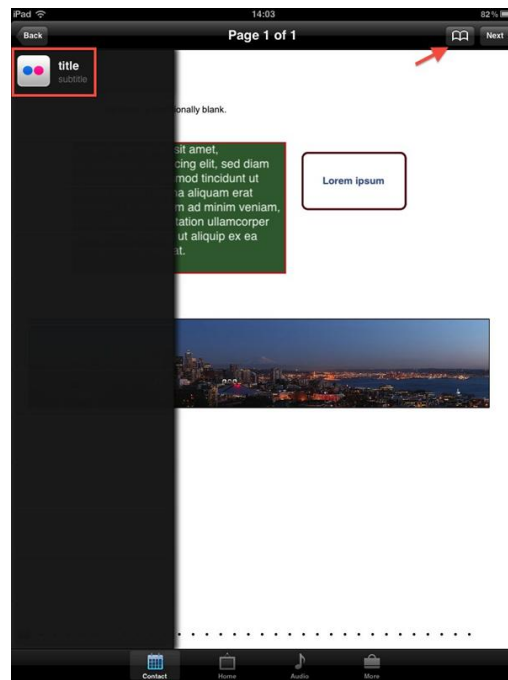 iPad 14:03 82%
Back Page 1 of 1 Next
title
subtitle
onally blank.
sit amet,
cing elit, sed diam
mod tincidunt ut
na aliquam erat
m ad minim veniam,
tation ullamcorper
ut aliquip ex ea
at.
Lorem ipsum
Contact Home Audio More